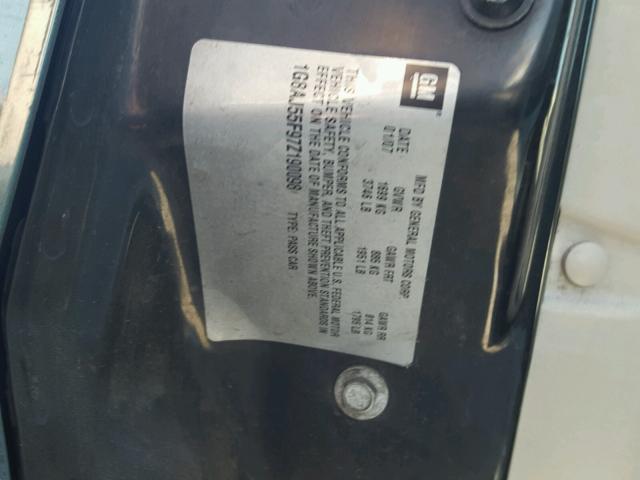 GM
MFD BY GENERAL MOTORS CORP.
DATE GVWR GAWR FRT GAWR RR
01/07 1699 KG 885 KG 814 KG
3746 LB 1951 LB 1795 LB
THIS VEHICLE CONFORMS TO ALL APPLICABLE U.S. FEDERAL MOTOR
VEHICLE SAFETY, BUMPER, AND THEFT PREVENTION STANDARDS IN
EFFECT ON THE DATE OF MANUFACTURE SHOWN ABOVE.
1G8AJ55F97Z190098 TYPE: PASS CAR